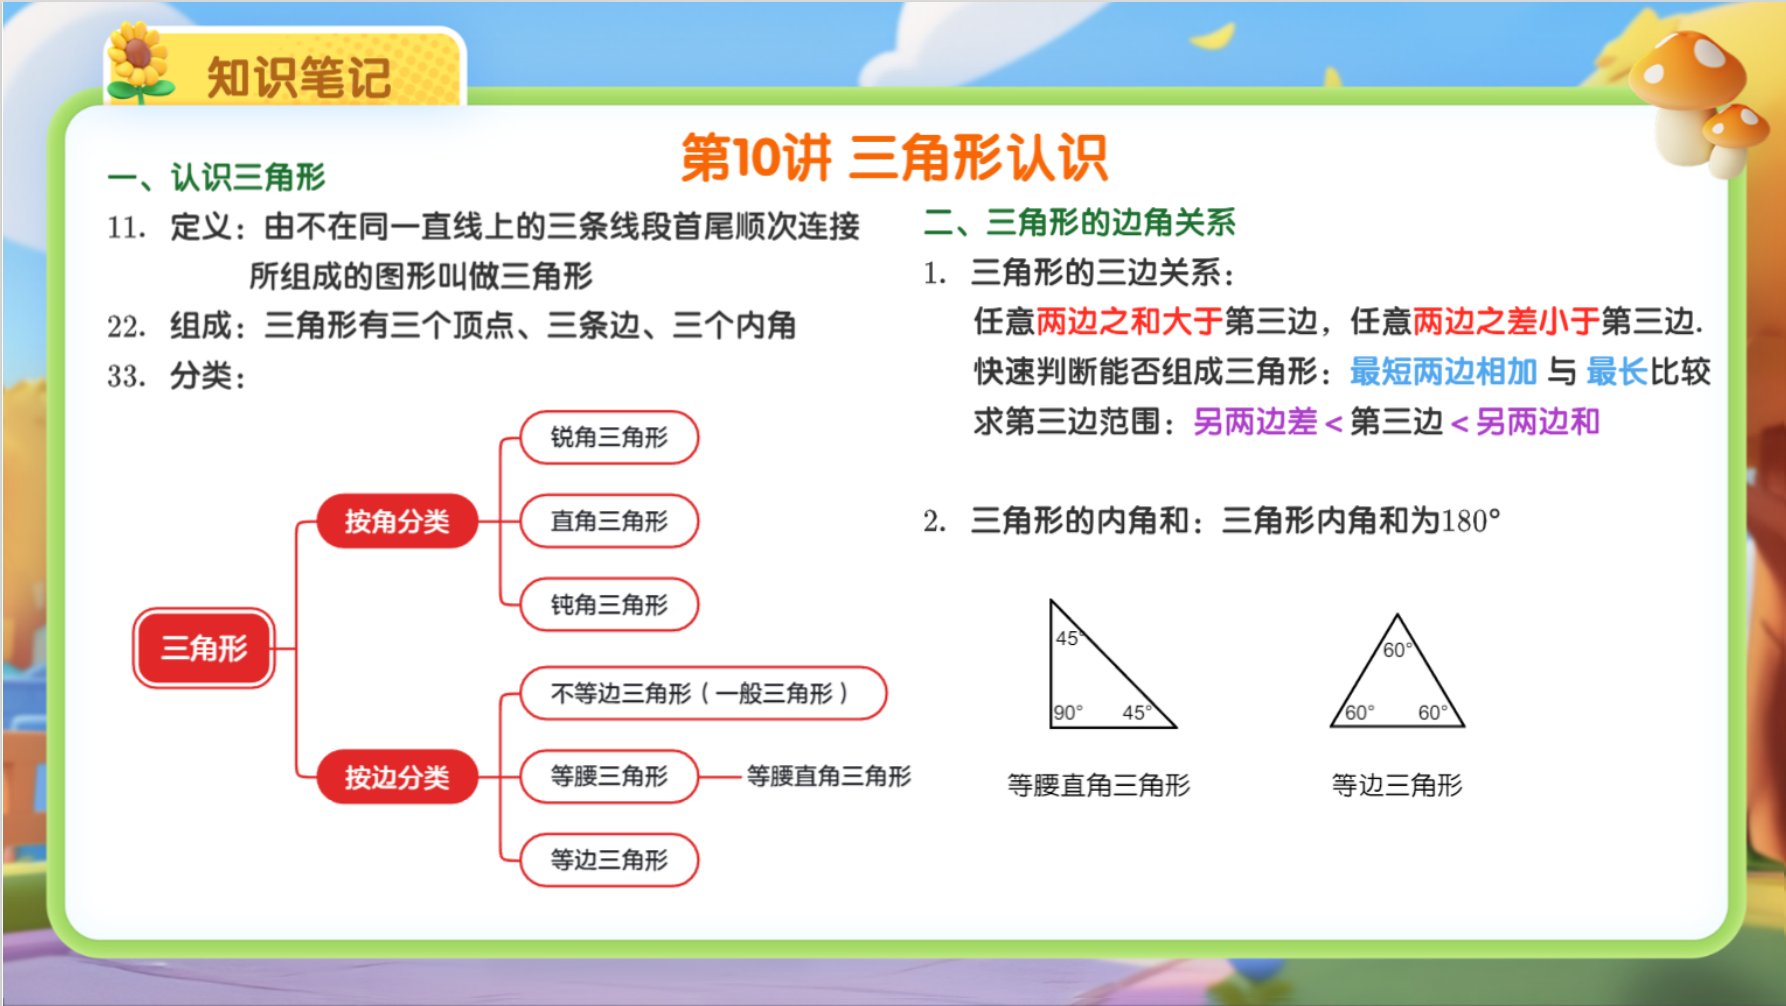 知识笔记
第10讲 三角形认识
一、认识三角形
11. 定义：由不在同一直线上的三条线段首尾顺次连接
所组成的图形叫做三角形
22. 组成：三角形有三个顶点、三条边、三个内角
33. 分类：
三角形
按角分类
锐角三角形
直角三角形
钝角三角形
按边分类
不等边三角形（一般三角形）
等腰三角形
等腰直角三角形
等边三角形
二、三角形的边角关系
1. 三角形的三边关系：
任意两边之和大于第三边，任意两边之差小于第三边.
快速判断能否组成三角形：最短两边相加 与 最长比较
求第三边范围：另两边差＜第三边＜另两边和
2. 三角形的内角和：三角形内角和为180°
45°
90° 45°
等腰直角三角形
60°
60° 60°
等边三角形